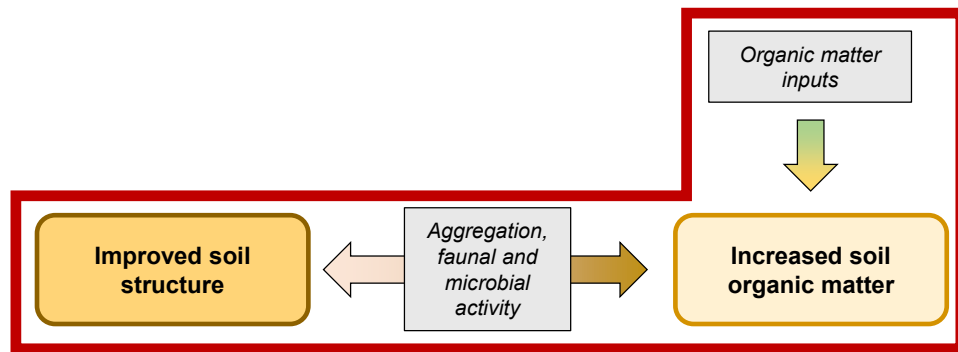 Organic matter
inputs
Improved soil
structure
Aggregation,
faunal and
microbial
activity
Increased soil
organic matter